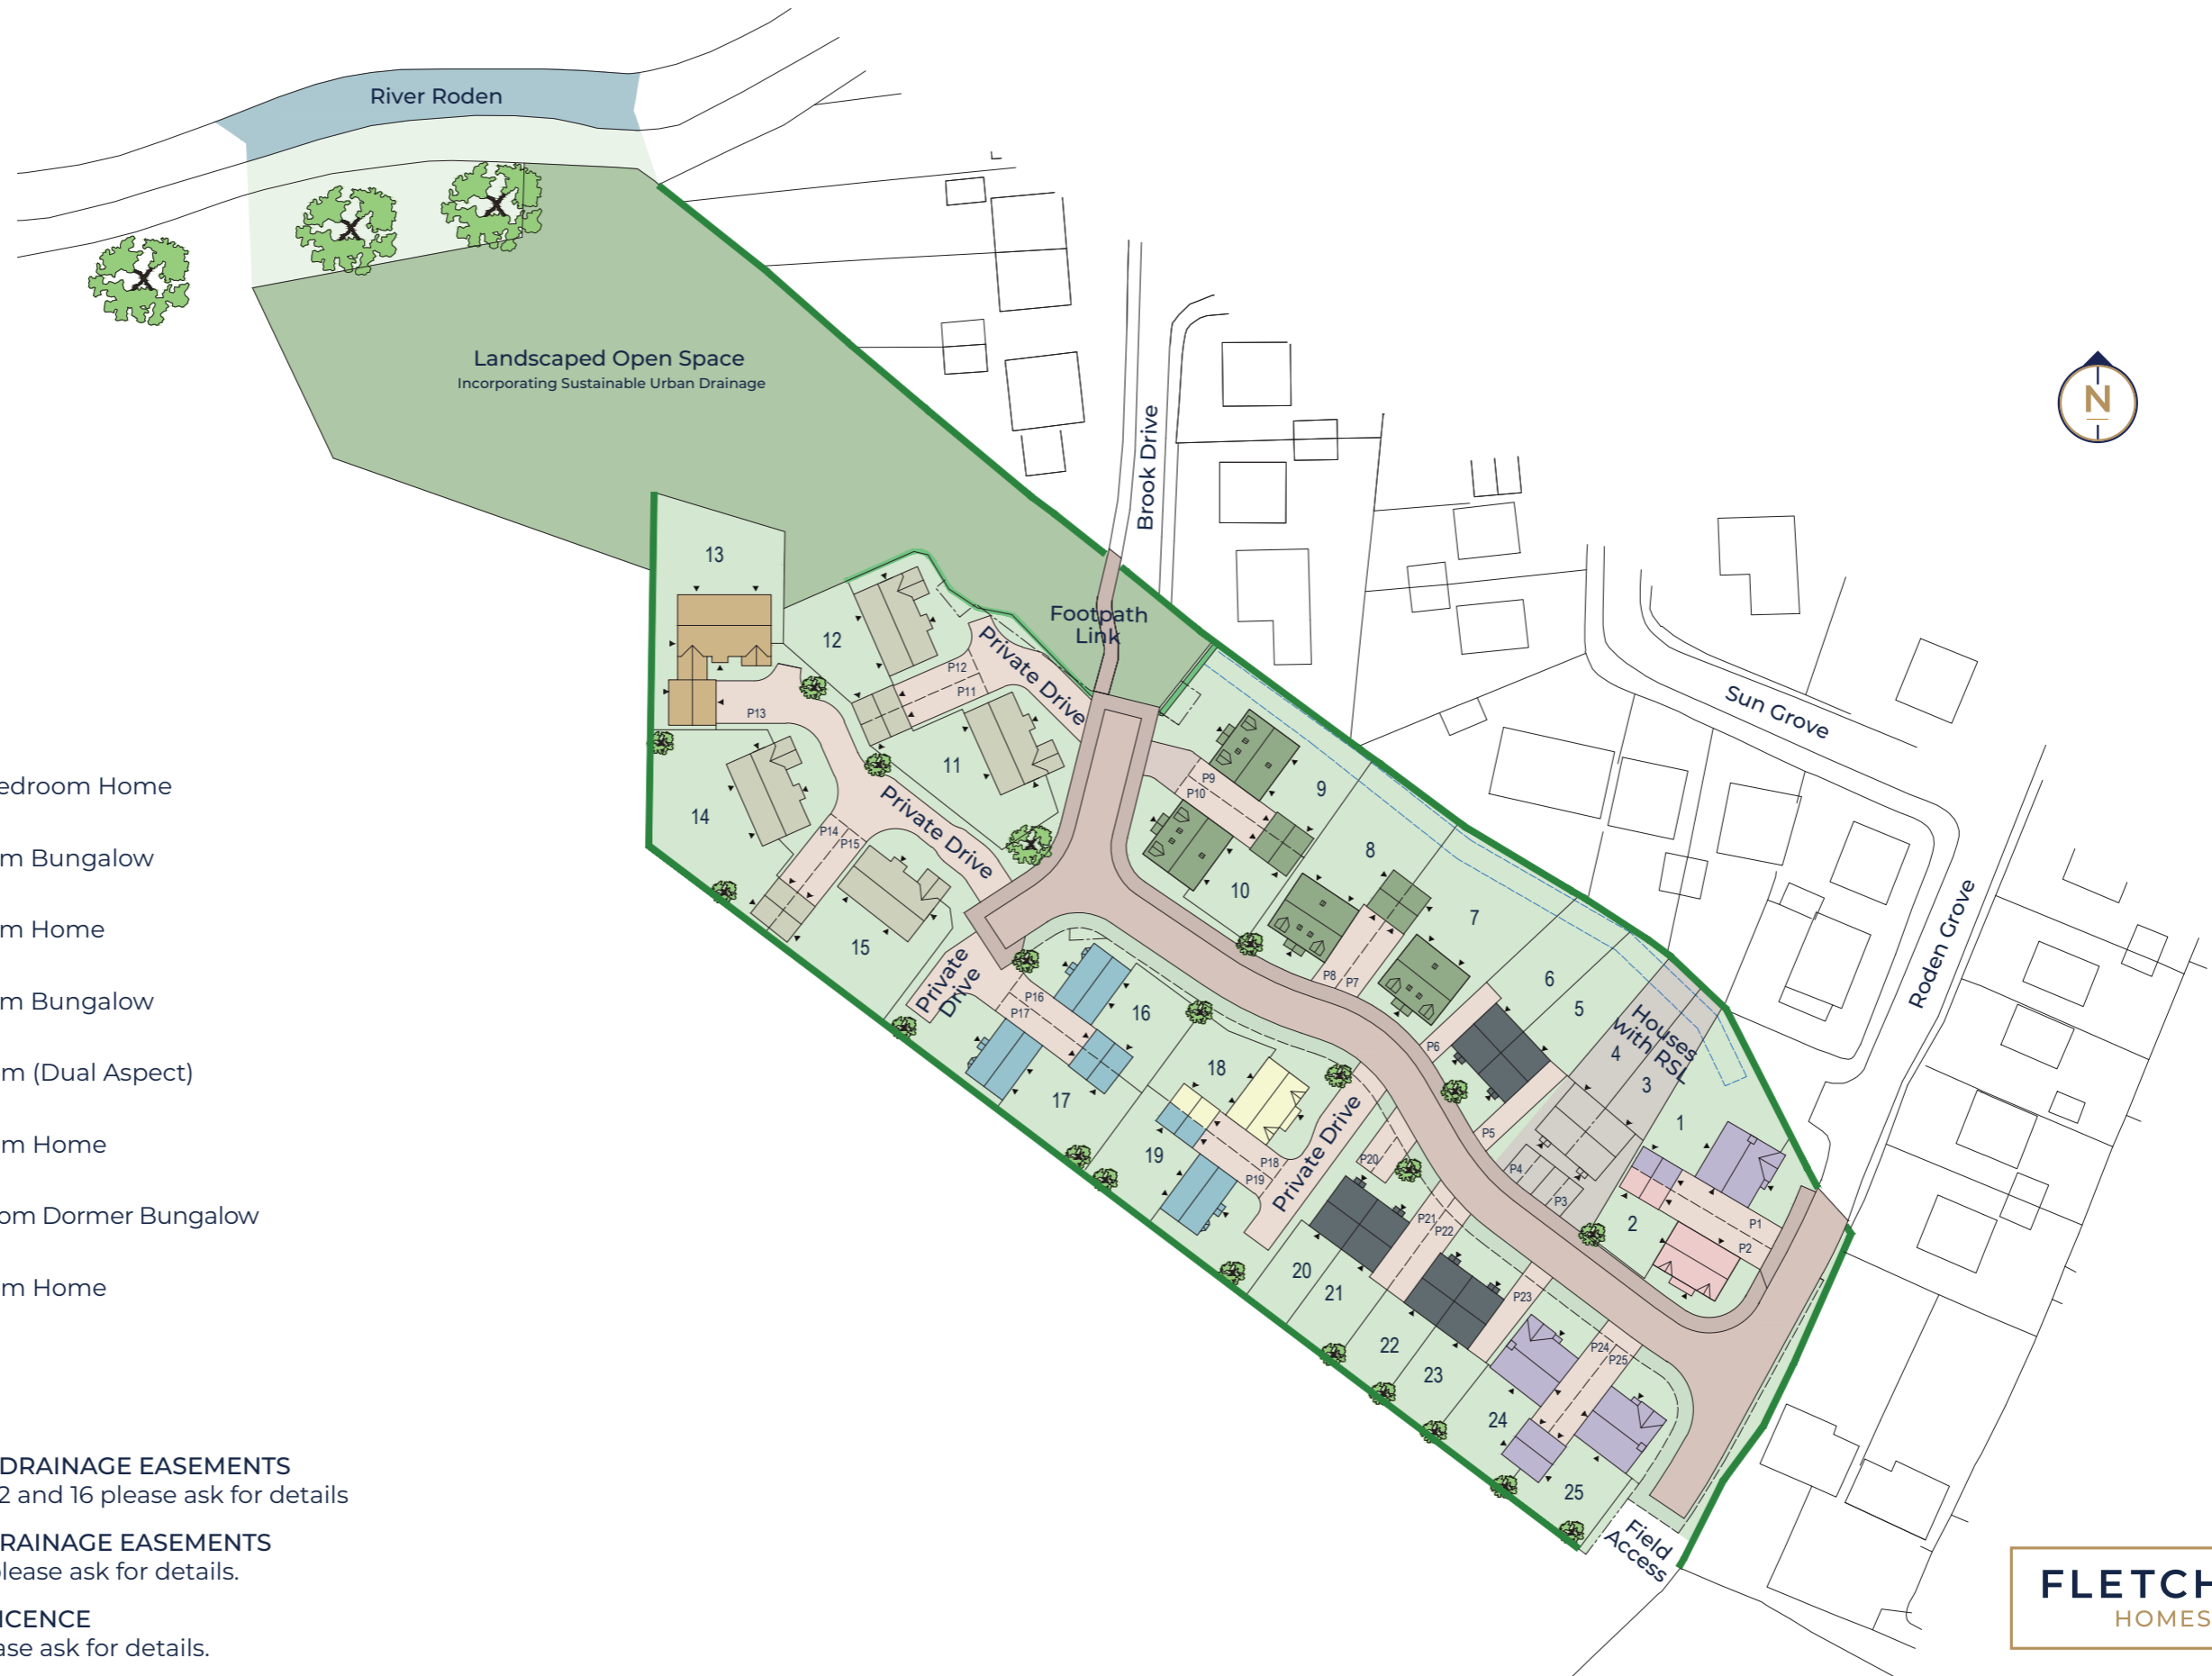 River Roden
Landscaped Open Space
Incorporating Sustainable Urban Drainage
N
Brook Drive
Footpath
Link
Sun Grove
Roden Grove
13
12
P12
P11
Private Drive
P13
11
14
Private Drive
P14
P15
15
Private
Drive
P9
P10
9
10
8
7
P8
P7
6
5
P6
P5
Houses
with RSL
4
3
P4
P3
1
2
P1
P2
P16
P17
16
17
18
19
P18
P19
Private Drive
P20
P21
P22
20
21
P23
22
23
P24
P25
24
25
Field
Access
edroom Home
m Bungalow
m Home
m Bungalow
m (Dual Aspect)
m Home
om Dormer Bungalow
m Home
DRAINAGE EASEMENTS
2 and 16 please ask for details
RAINAGE EASEMENTS
lease ask for details.
ICENCE
ase ask for details.
FLETCH
HOMES